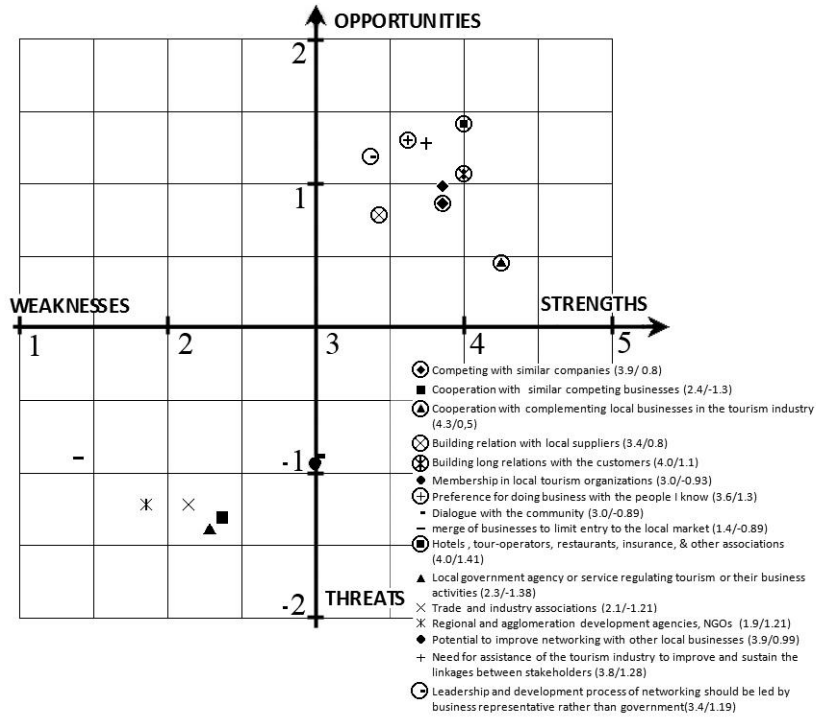 OPPORTUNITIES
2
1
WEAKNESSES
STRENGTHS
1
2
3
4
5
Competing with similar companies (3.9/ 0.8)
Cooperation with similar competing businesses (2.4/-1.3)
Cooperation with complementing local businesses in the tourism industry
(4.3/0,5)
Building relation with local suppliers (3.4/0.8)
Building long relations with the customers (4.0/1.1)
-1
Membership in local tourism organizations (3.0/-0.93)
Preference for doing business with the people I know (3.6/1.3)
Dialogue with the community (3.0/-0.89)
merge of businesses to limit entry to the local market (1.4/-0.89)
Hotels , tour-operators, restaurants, insurance, & other associations
(4.0/1.41)
Local government agency or service regulating tourism or their business
activities (2.3/-1.38)
-2
THREATS
Trade and industry associations (2.1/-1.21)
Regional and agglomeration development agencies, NGOs (1.9/1.21)
Potential to improve networking with other local businesses (3.9/0.99)
Need for assistance of the tourism industry to improve and sustain the
linkages between stakeholders (3.8/1.28)
Leadership and development process of networking should be led by
business representative rather than government(3.4/1.19)